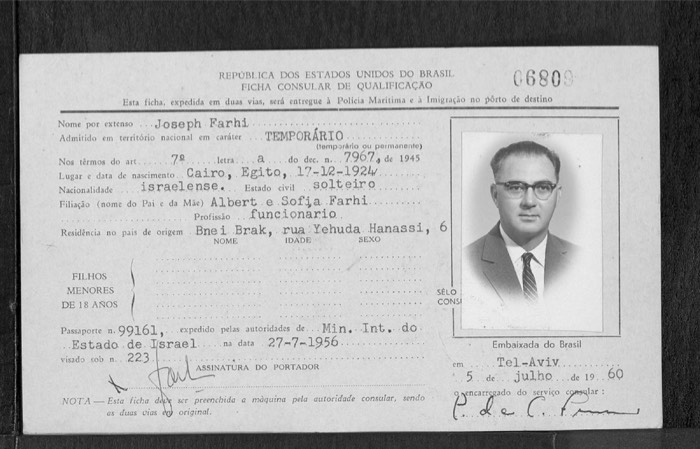 REPÚBLICA DOS ESTADOS UNIDOS DO BRASIL
FICHA CONSULAR DE QUALIFICAÇÃO
06809
Esta ficha, expedida em duas vias, será entregue à Polícia Marítima e à Imigração no pôrto de destino
Nome por extenso Joseph Farhi
Admitido em território nacional em caráter TEMPORÁRIO
(temporário ou permanente)
Nos têrmos do art. 7º letra a do dec. n. 7967, de 1945
Lugar e data de nascimento Cairo, Egito, 17-12-1924
Nacionalidade israelense. Estado civil solteiro
Filiação (nome do Pai e da Mãe) Albert e Sofia Farhi
Profissão funcionario
Residência no país de origem Bnei Brak, rua Yehuda Hanassi, 6
NOME IDADE SEXO
FILHOS
MENORES
DE 18 ANOS
SÊLO
CONSU
Passaporte n. 99161, expedido pelas autoridades de Min. Int. do
Estado de Israel na data 27-7-1956
visado sob n. 223
Farhi
ASSINATURA DO PORTADOR
Embaixada do Brasil
em Tel-Aviv
5 de julho de 1960
o encarregado do serviço consular:
P. de C.
NOTA — Esta ficha deve ser preenchida à máquina pela autoridade consular, sendo
as duas vias em original.